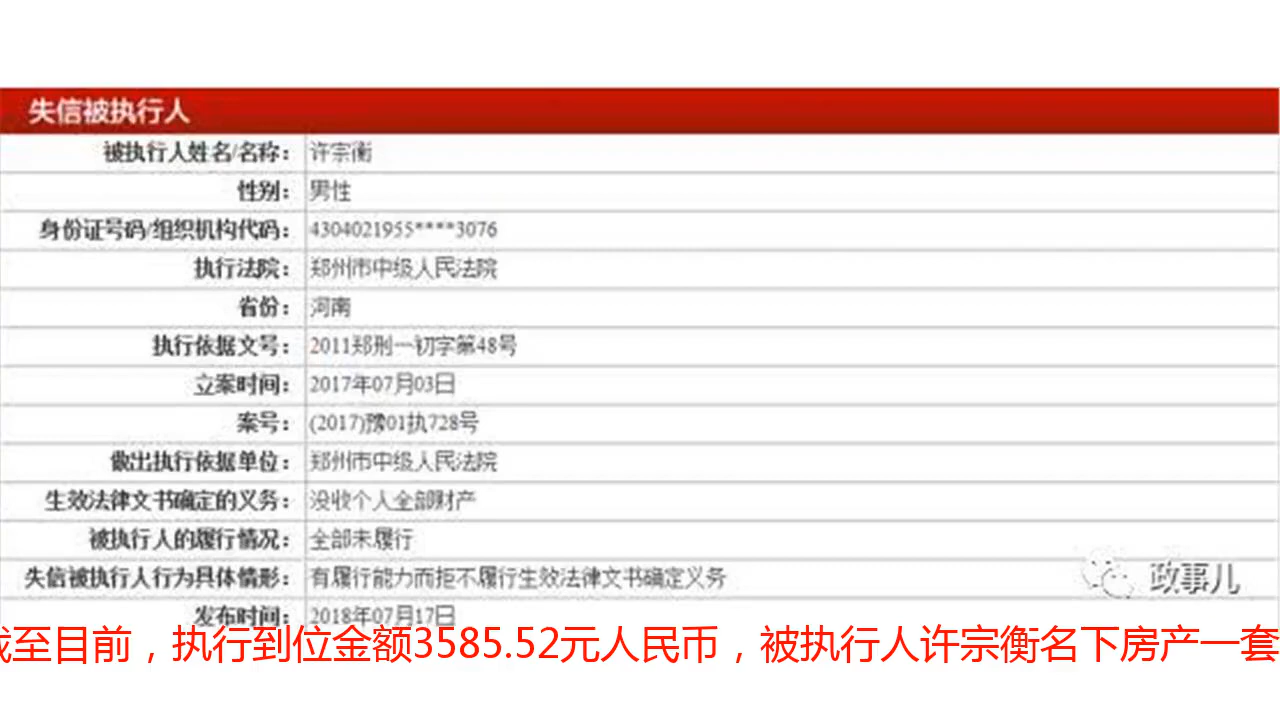 失信被执行人
被执行人姓名/名称： 许宗衡
性别： 男性
身份证号码/组织机构代码： 4304021955****3076
执行法院： 郑州市中级人民法院
省份： 河南
执行依据文号： 2011郑刑一初字第48号
立案时间： 2017年07月03日
案号： (2017)豫01执728号
做出执行依据单位： 郑州市中级人民法院
生效法律文书确定的义务： 没收个人全部财产
被执行人的履行情况： 全部未履行
失信被执行人行为具体情形： 有履行能力而拒不履行生效法律文书确定义务
政事儿
发布时间： 2018年07月17日
截至目前，执行到位金额3585.52元人民币，被执行人许宗衡名下房产一套